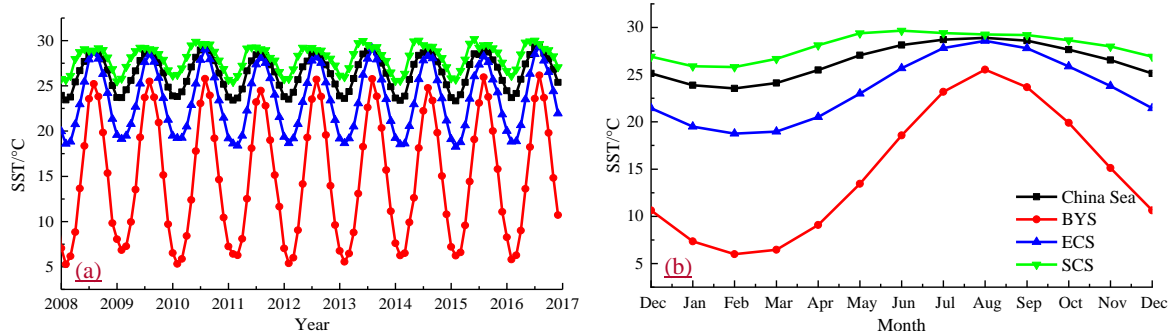 30
25
20
15
10
5
SST/°C
(a)
2008 2009 2010 2011 2012 2013 2014 2015 2016 2017
Year
30
25
20
15
10
5
SST/°C
China Sea
BYS
ECS
SCS
(b)
Dec Jan Feb Mar Apr May Jun Jul Aug Sep Oct Nov Dec
Month